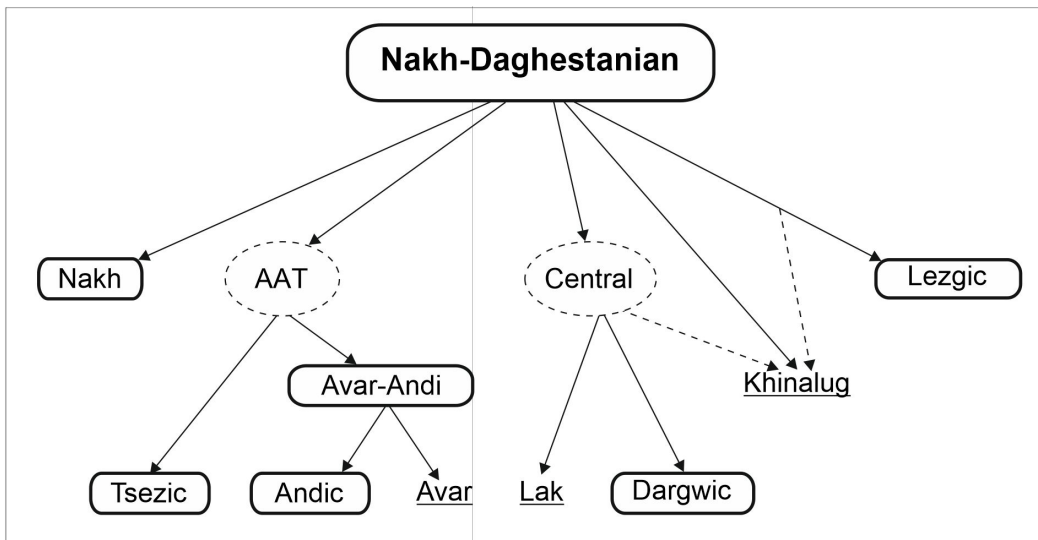 Nakh-Daghestanian
Nakh
AAT
Central
Lezgic
Avar-Andi
Khinalug
Tsezic
Andic
Avar
Lak
Dargwic